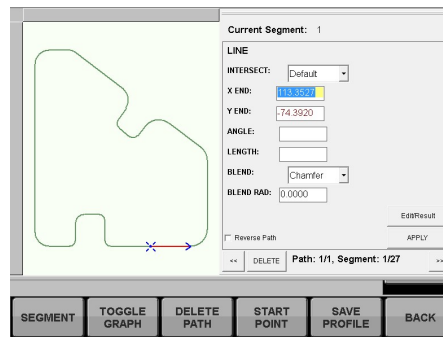 Current Segment: 1
LINE
INTERSECT: Default
X END: 113.3527
Y END: -74.3920
ANGLE:
LENGTH:
BLEND: Chamfer
BLEND RAD: 0.0000
Edit/Result
Reverse Path APPLY
<< DELETE Path: 1/1, Segment: 1/27 >>
SEGMENT TOGGLE GRAPH DELETE PATH START POINT SAVE PROFILE BACK